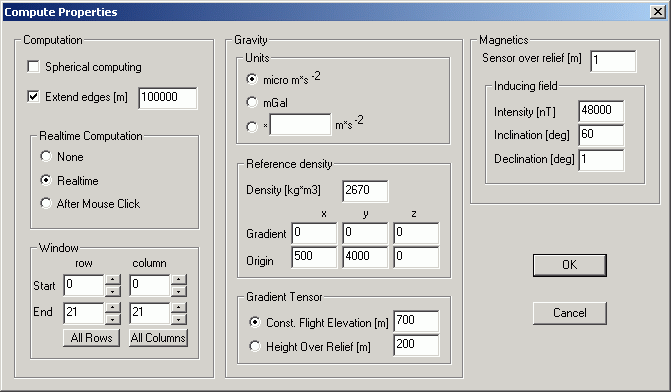 Compute Properties
Computation
Spherical computing
Extend edges [m] 100000
Realtime Computation
None
Realtime
After Mouse Click
Window
row column
Start 0 0
End 21 21
All Rows All Columns
Gravity
Units
micro m*s -2
mGal
* m*s -2
Reference density
Density [kg*m3] 2670
x y z
Gradient 0 0 0
Origin 500 4000 0
Gradient Tensor
Const. Flight Elevation [m] 700
Height Over Relief [m] 200
Magnetics
Sensor over relief [m] 1
Inducing field
Intensity [nT] 48000
Inclination [deg] 60
Declination [deg] 1
OK
Cancel